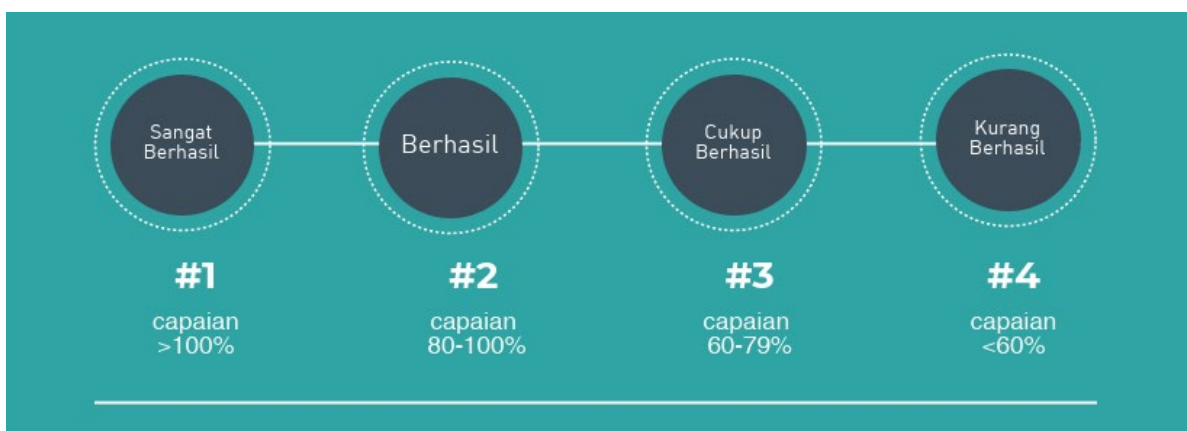 Sangat
Berhasil
#1
capaian
>100%
Berhasil
#2
capaian
80-100%
Cukup
Berhasil
#3
capaian
60-79%
Kurang
Berhasil
#4
capaian
<60%